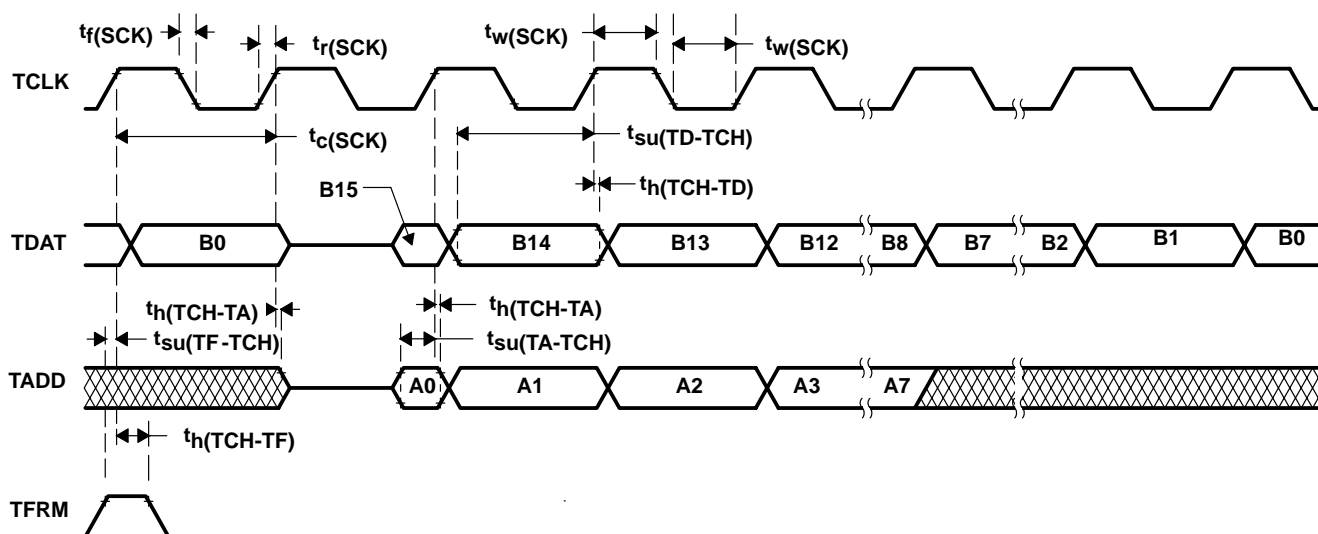 tf(SCK)
tr(SCK)
tw(SCK)
tw(SCK)
TCLK
tc(SCK)
tsu(TD-TCH)
B15
th(TCH-TD)
TDAT
B0
B14
B13
B12
B8
B7
B2
B1
B0
th(TCH-TA)
th(TCH-TA)
tsu(TF-TCH)
tsu(TA-TCH)
TADD
A0
A1
A2
A3
A7
th(TCH-TF)
TFRM